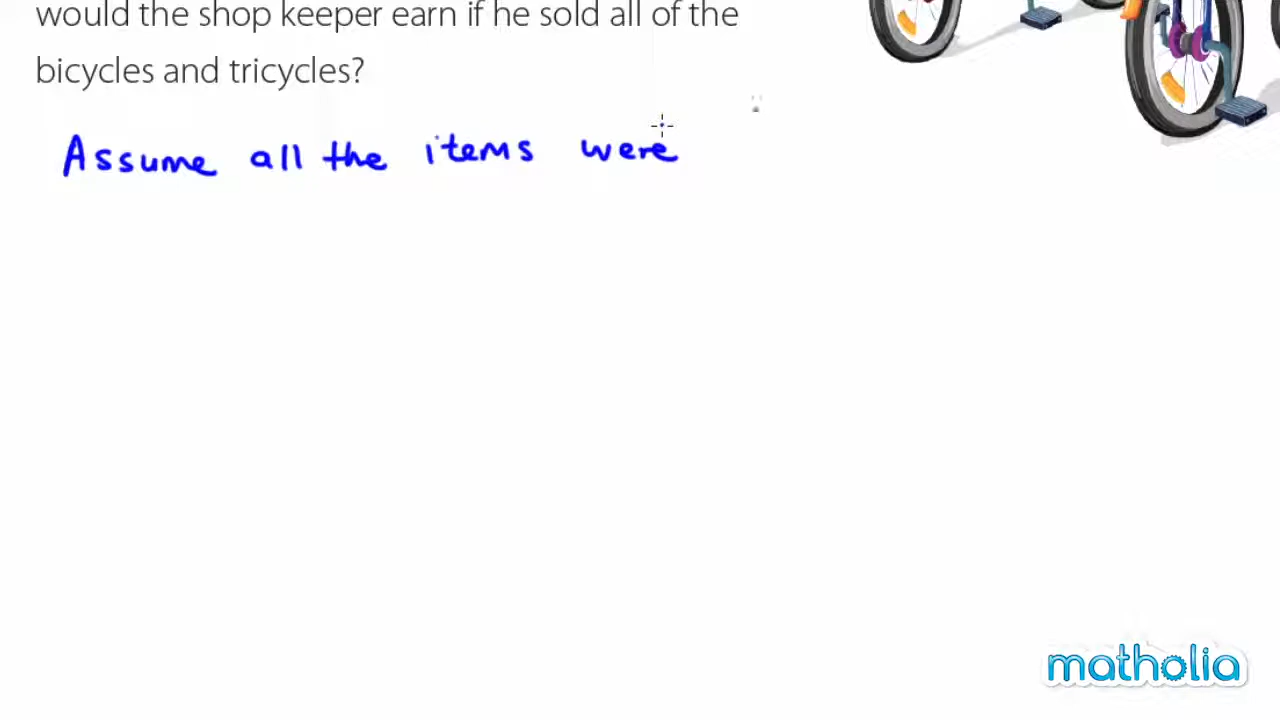 would the shop keeper earn if he sold all of the
bicycles and tricycles?
Assume all the items were
matholia